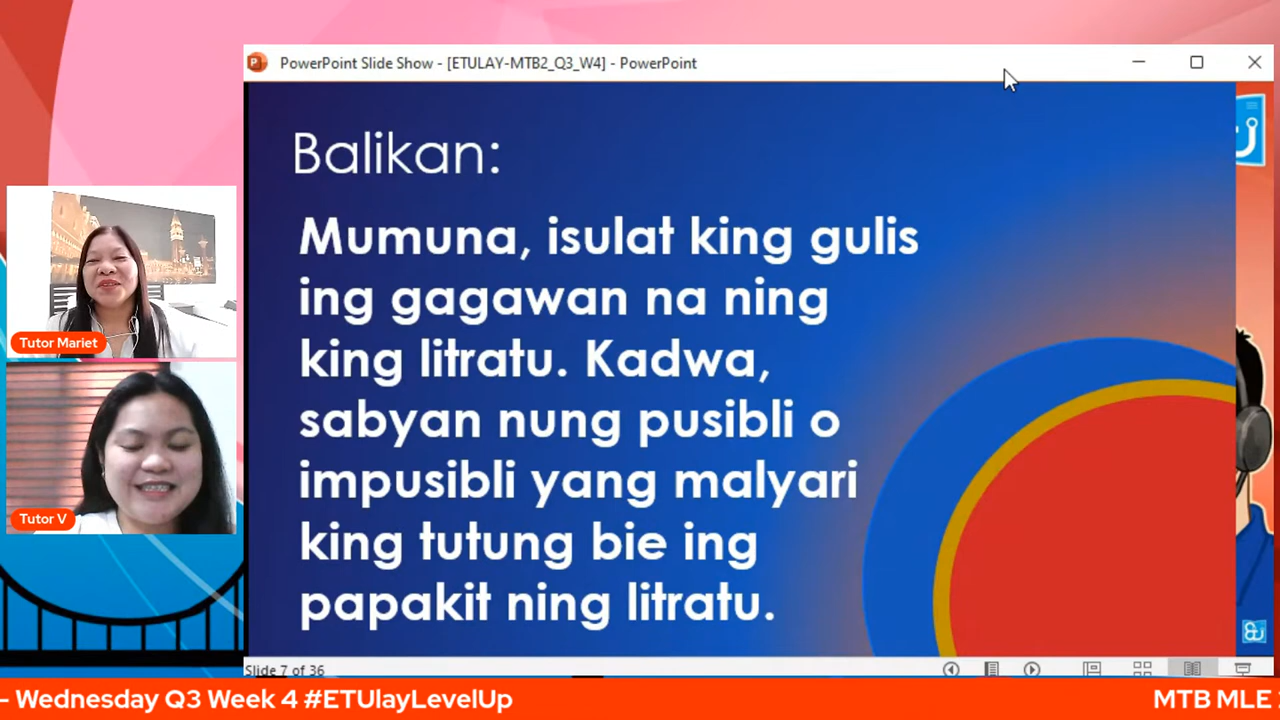 PowerPoint Slide Show - [ETULAY-MTB2_Q3_W4] - PowerPoint
Balikan:
Mumuna, isulat king gulis
ing gagawan na ning
king litratu. Kadwa,
sabyan nung pusibli o
impusibli yang malyari
king tutung bie ing
papakit ning litratu.
Tutor Mariet
Tutor V
Slide 7 of 36
- Wednesday Q3 Week 4 #ETUlayLevelUp
MTB MLE